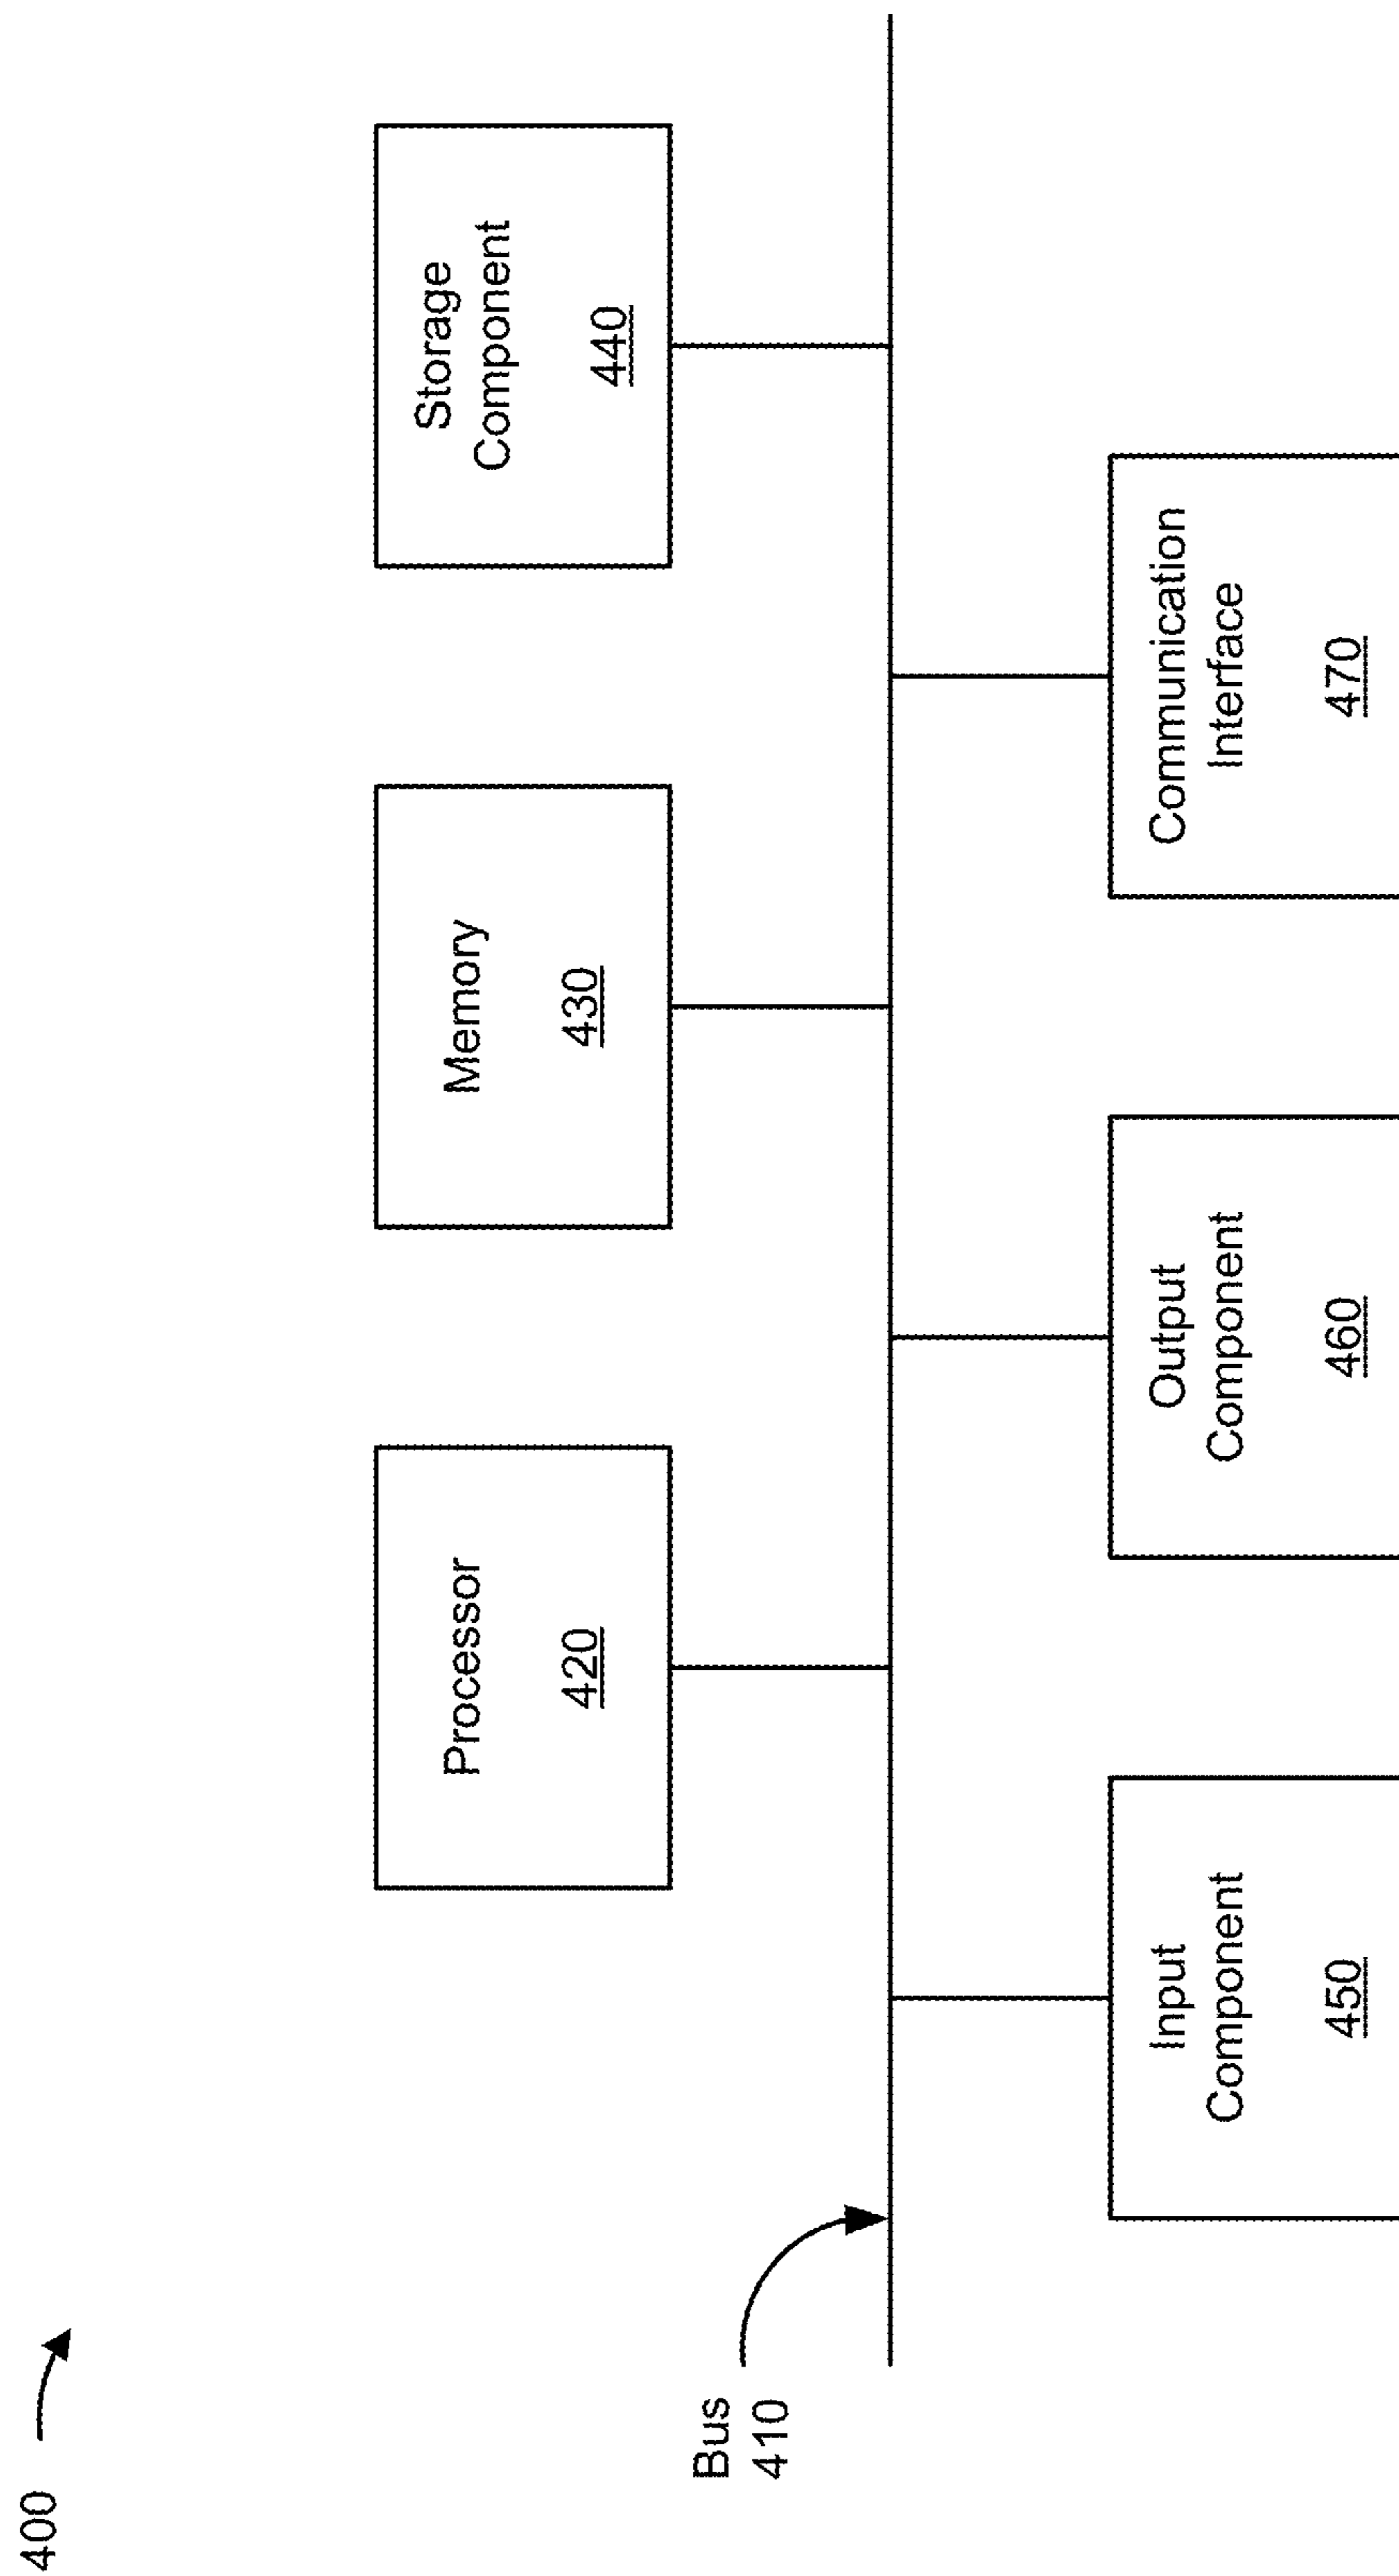 400
Bus
410
Processor
420
Memory
430
Storage
Component
440
Input
Component
450
Output
Component
460
Communication
Interface
470